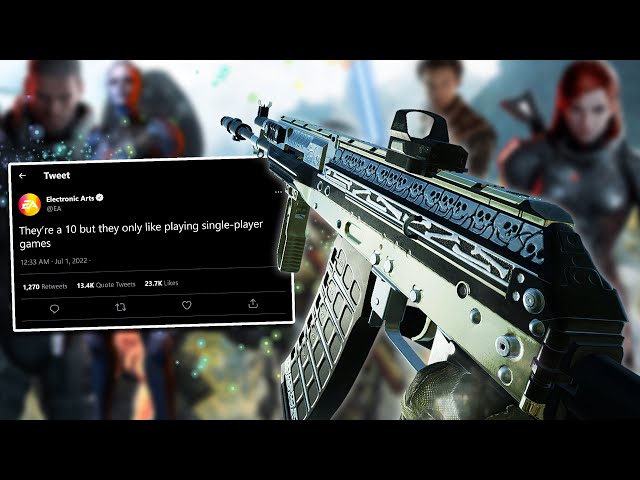 ← Tweet
EA
Electronic Arts
@EA
They're a 10 but they only like playing single-player
games
12:33 AM · Jul 1, 2022 ·
1,270 Retweets 13.4K Quote Tweets 23.7K Likes